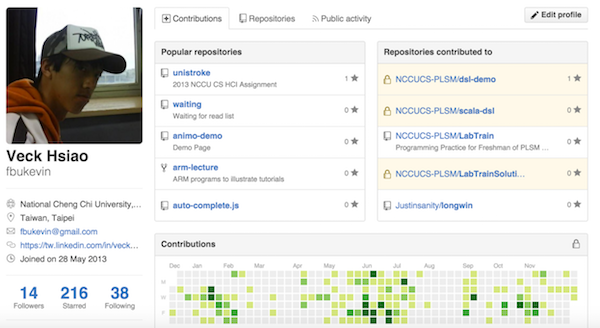 Contributions
Repositories
Public activity
Edit profile
Veck Hsiao
fbukevin
National Cheng Chi University,...
Taiwan, Taipei
fbukevin@gmail.com
https://tw.linkedin.com/in/veck...
Joined on 28 May 2013
14 216 38
Followers Starred Following
Popular repositories
unistroke 1
2013 NCCU CS HCI Assignment
waiting 0
Waiting for read list
animo-demo 0
Demo Page
arm-lecture 0
ARM programs to illustrate tutorials
auto-complete.js 0
Repositories contributed to
NCCUCS-PLSM/dsl-demo 1
NCCUCS-PLSM/scala-dsl 0
NCCUCS-PLSM/LabTrain 0
Programming Practice for Freshman of PLSM ...
NCCUCS-PLSM/LabTrainSoluti... 0
Justinsanity/longwin 0
Contributions
Dec Jan Feb Mar Apr May Jun Jul Aug Sep Oct Nov
M
W
F